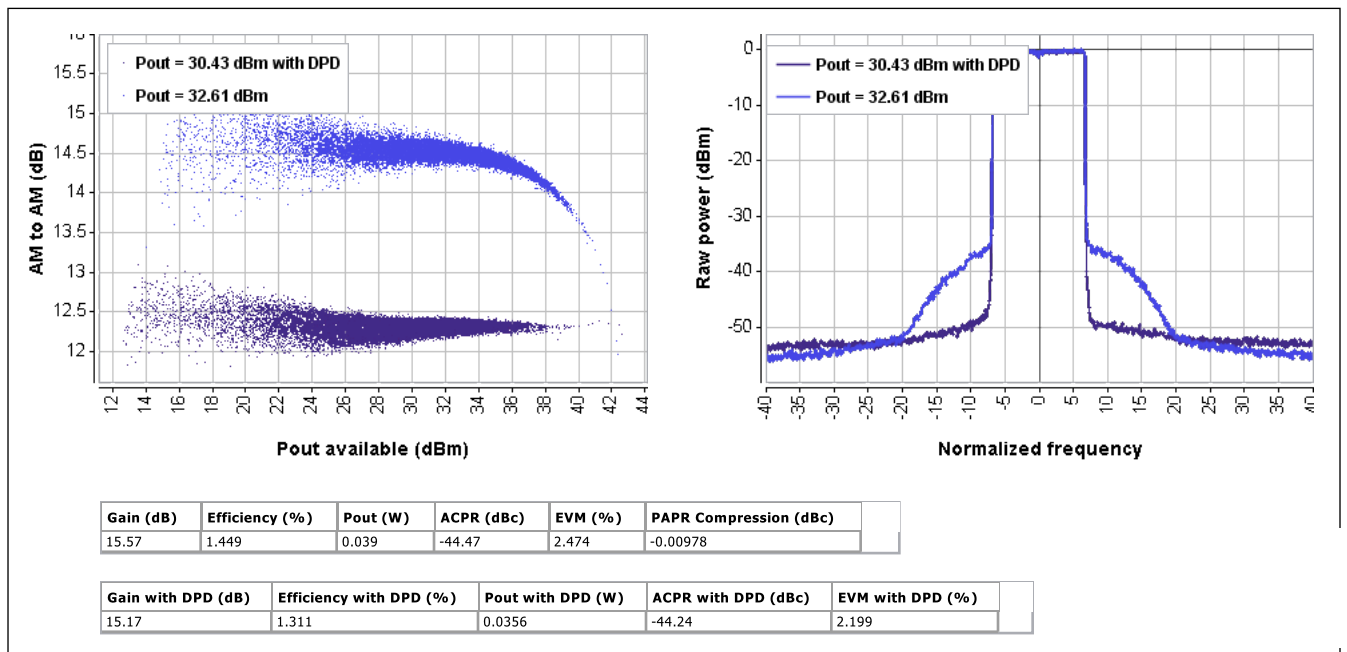 15.5
15
14.5
14
13.5
13
12.5
12
AM to AM (dB)
Pout = 30.43 dBm with DPD
Pout = 32.61 dBm
12 14 16 18 20 22 24 26 28 30 32 34 36 38 40 42 44
Pout available (dBm)
0
-10
-20
-30
-40
-50
Raw power (dBm)
Pout = 30.43 dBm with DPD
Pout = 32.61 dBm
-40 -35 -30 -25 -20 -15 -10 -5 0 5 10 15 20 25 30 35 40
Normalized frequency
Gain (dB) Efficiency (%) Pout (W) ACPR (dBc) EVM (%) PAPR Compression (dBc)
15.57 1.449 0.039 -44.47 2.474 -0.00978
Gain with DPD (dB) Efficiency with DPD (%) Pout with DPD (W) ACPR with DPD (dBc) EVM with DPD (%)
15.17 1.311 0.0356 -44.24 2.199